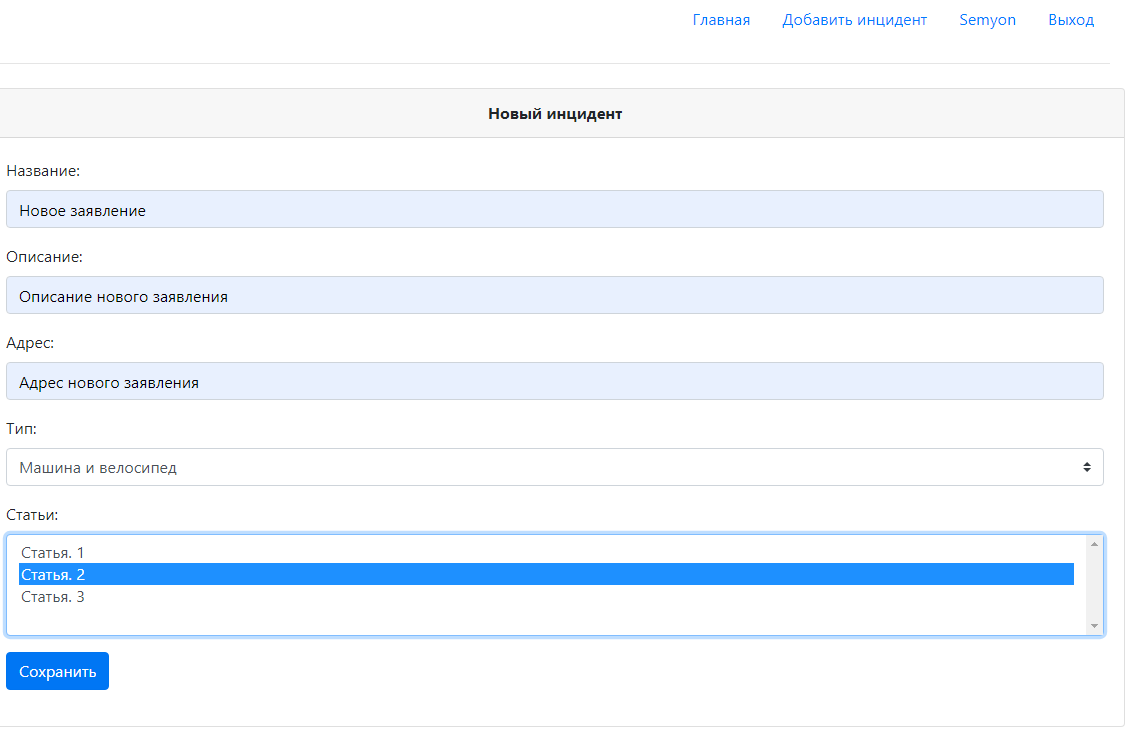 Главная Добавить инцидент Semyon Выход
Новый инцидент
Название:
Новое заявление
Описание:
Описание нового заявления
Адрес:
Адрес нового заявления
Тип:
Машина и велосипед
Статьи:
Статья. 1
Статья. 2
Статья. 3
Сохранить